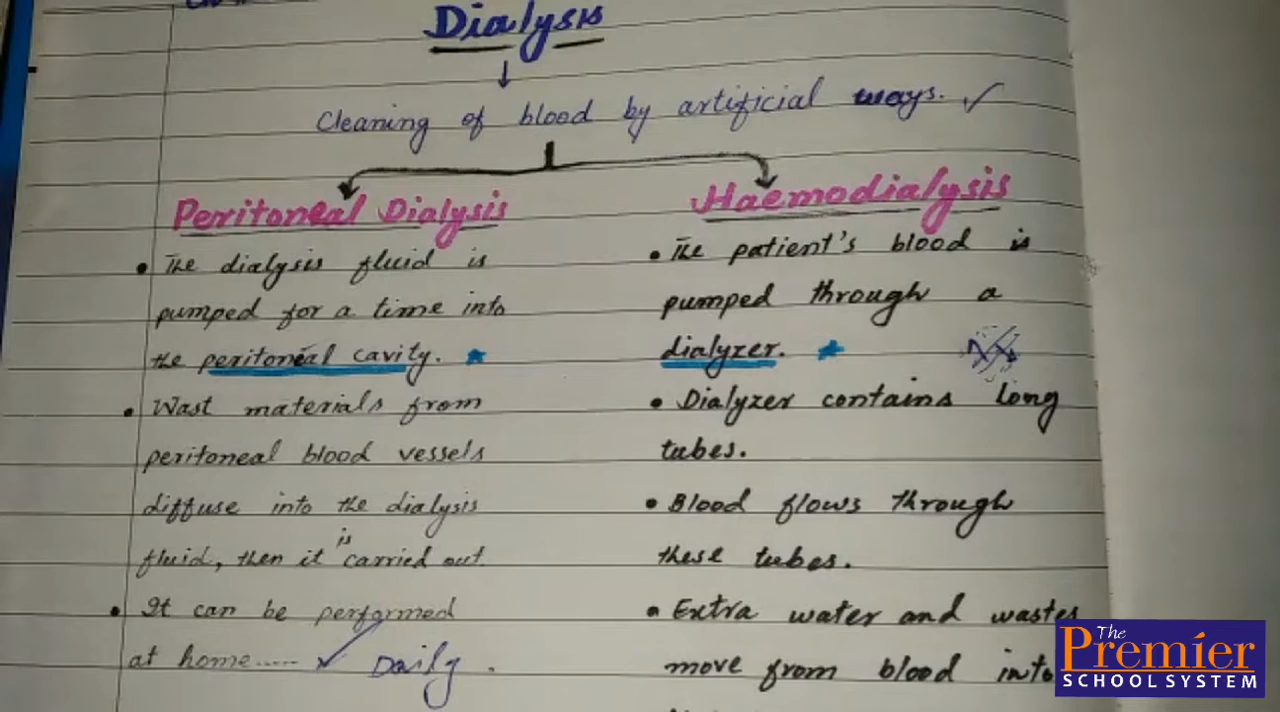 Dialysis
Cleaning of blood by artificial ways.
Peritoneal Dialysis
• The dialysis fluid is
pumped for a time into
the peritoneal cavity.
• Wast materials from
peritoneal blood vessels
diffuse into the dialysis
fluid, then it is carried out.
• It can be performed
at home..... Daily.
Haemodialysis
• The patient's blood is
pumped through a
dialyzer.
• Dialyzer contains long
tubes.
• Blood flows through
these tubes.
• Extra water and wastes
move from blood into
The
Premier
SCHOOL SYSTEM